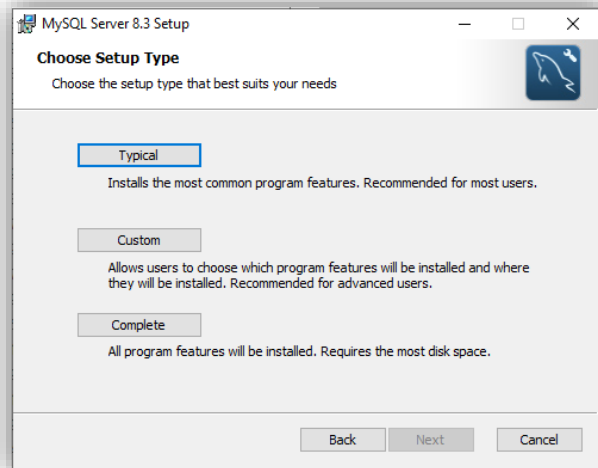 MySQL Server 8.3 Setup
Choose Setup Type
Choose the setup type that best suits your needs
Typical
Installs the most common program features. Recommended for most users.
Custom
Allows users to choose which program features will be installed and where
they will be installed. Recommended for advanced users.
Complete
All program features will be installed. Requires the most disk space.
Back Next Cancel